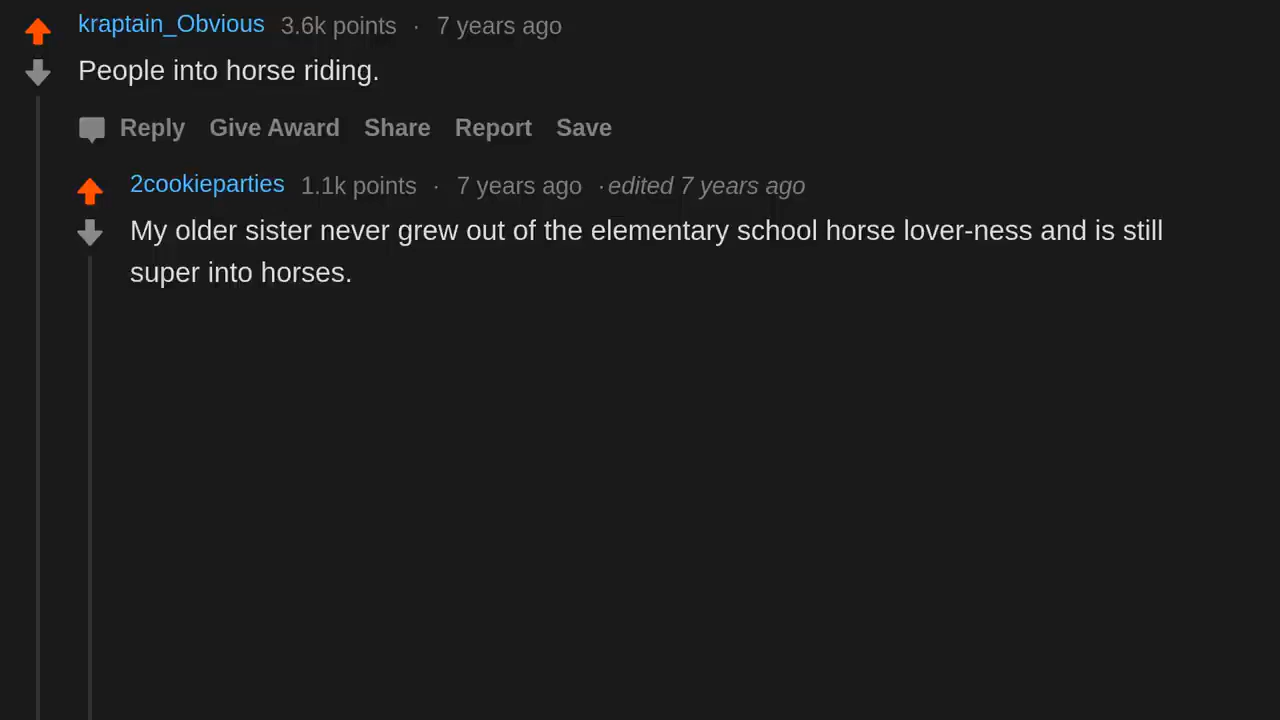 kraptain_Obvious 3.6k points · 7 years ago
People into horse riding.
Reply Give Award Share Report Save
2cookieparties 1.1k points · 7 years ago · edited 7 years ago
My older sister never grew out of the elementary school horse lover-ness and is still
super into horses.